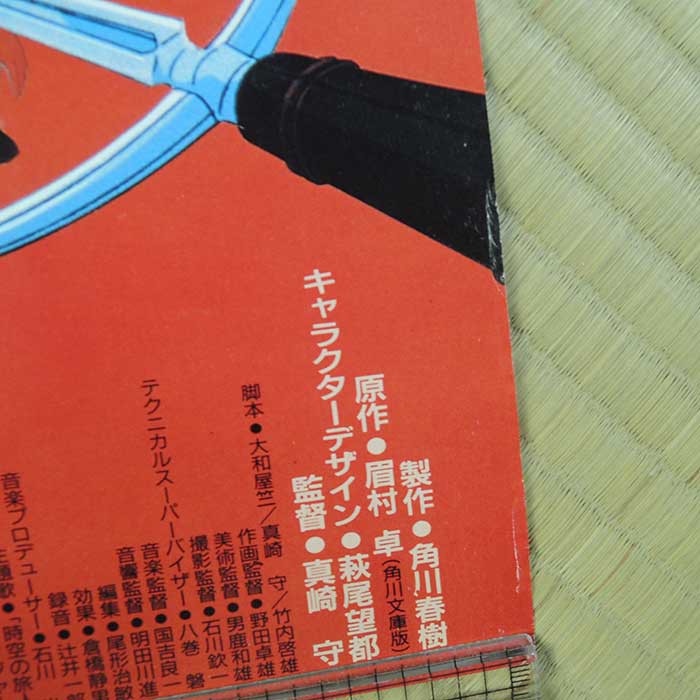 製作●角川春樹
原作●眉村 卓(角川文庫版)
キャラクターデザイン●萩尾望都
監督●真崎 守
脚本●大和屋竺/真崎 守/竹内啓雄
作画監督●野田卓雄
美術監督●男鹿和雄
撮影監督●石川欽一
テクニカルスーパーバイザー●八巻 磐
音楽監督●国吉良一
音響監督●明田川進
編集●尾形治敏
効果●倉橋静男
録音●辻井一郎
音楽プロデューサー●石川
主題歌●「時空の旅